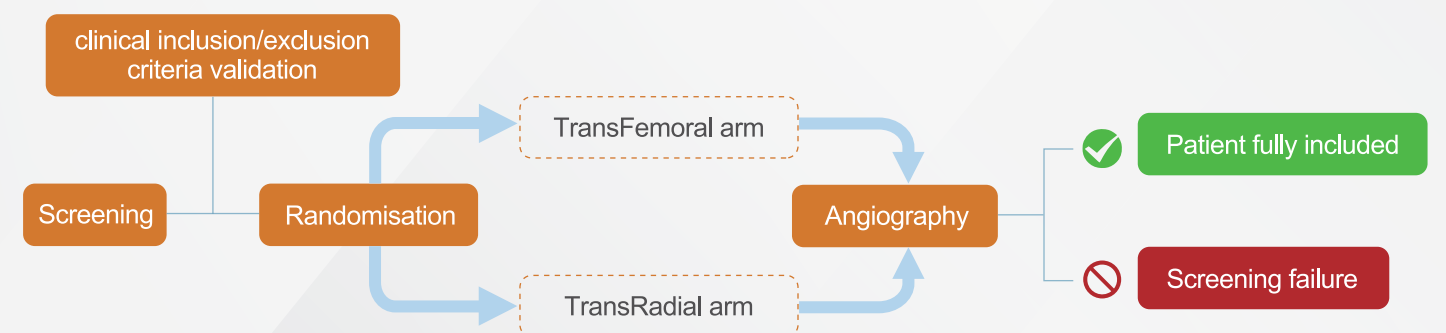 clinical inclusion/exclusion
criteria validation
Screening
Randomisation
TransFemoral arm
TransRadial arm
Angiography
Patient fully included
Screening failure